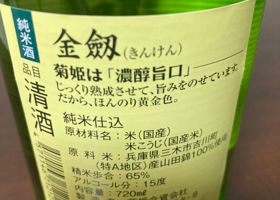 純米酒
品目
清酒
金劔(きんけん)
菊姫は「濃醇旨口」
じっくり熟成させて、旨みをのせています。
だから、ほんのり黄金色。
純米仕込
原材料名:米(国産)
米こうじ(国産米)
原料米:兵庫県三木市吉川町
(特A地区)産山田錦100%使用
精米歩合:65%
アルコール分:15度
内容量:720ml